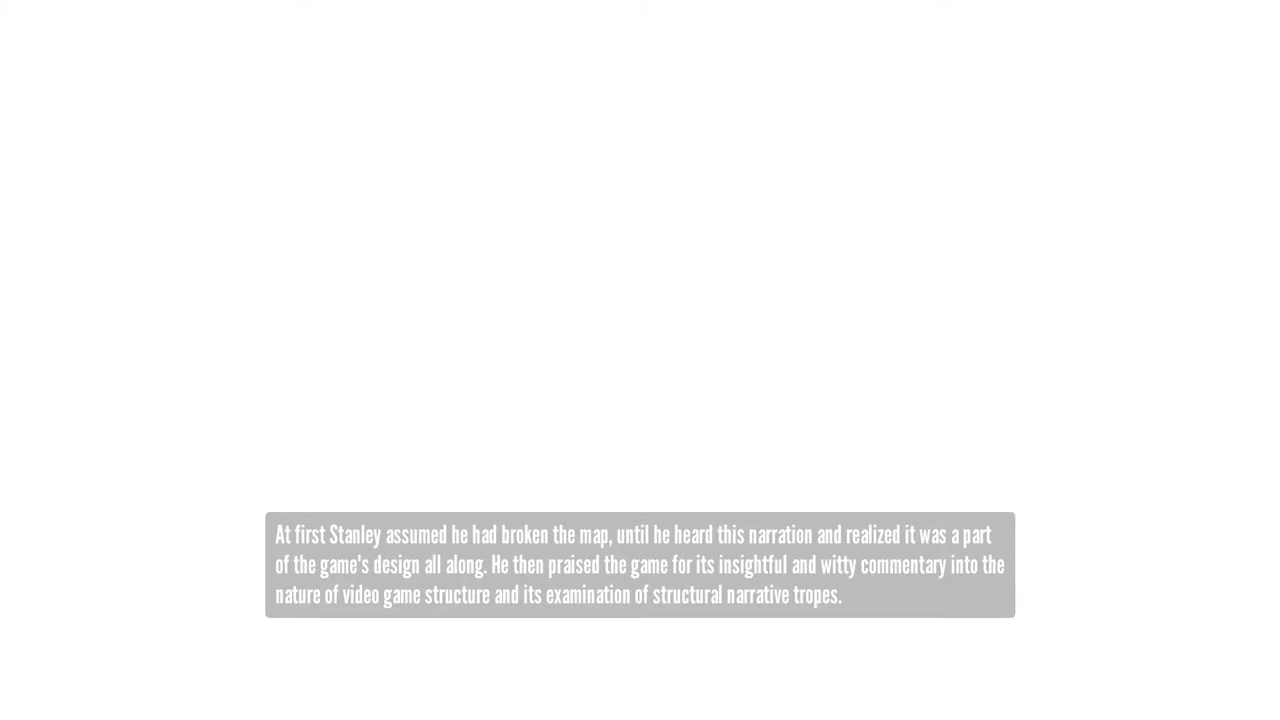 At first Stanley assumed he had broken the map, until he heard this narration and realized it was a part
of the game's design all along. He then praised the game for its insightful and witty commentary into the
nature of video game structure and its examination of structural narrative tropes.